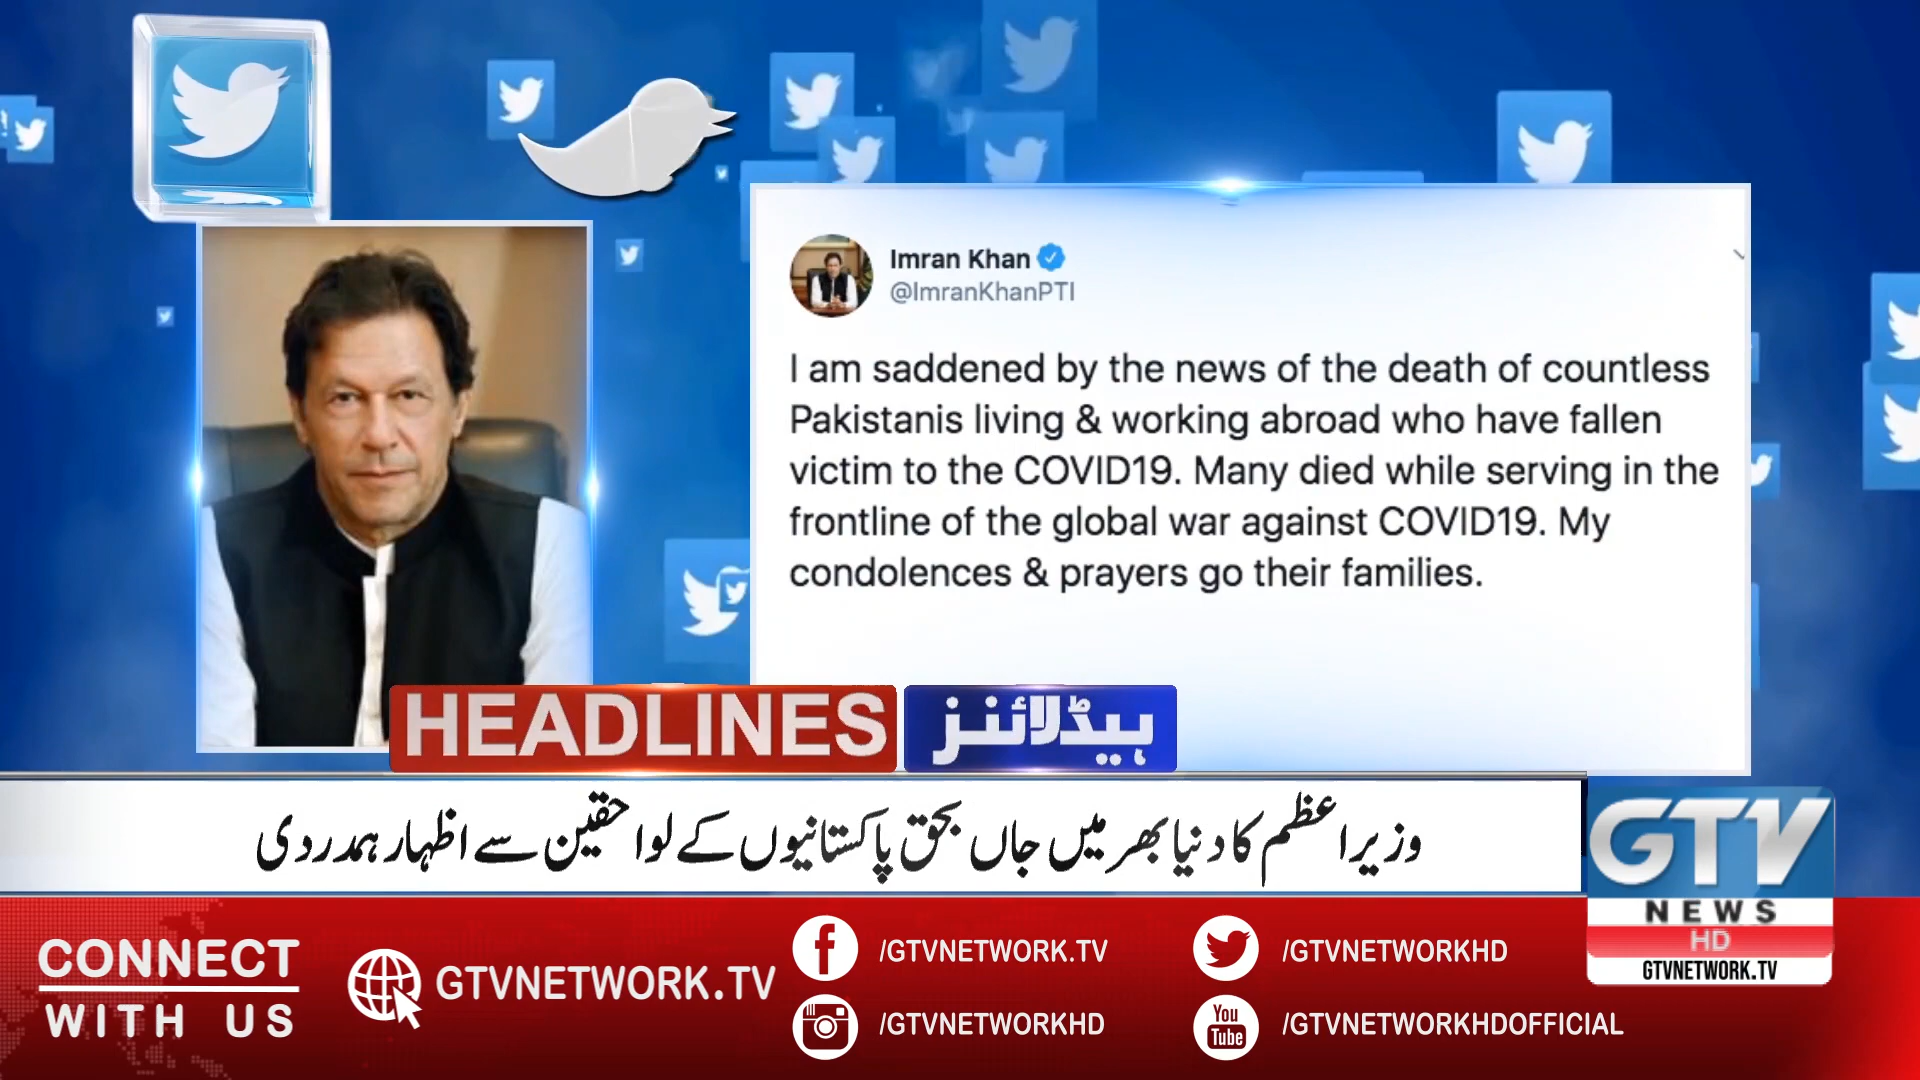 Imran Khan
@ImranKhanPTI
I am saddened by the news of the death of countless
Pakistanis living & working abroad who have fallen
victim to the COVID19. Many died while serving in the
frontline of the global war against COVID19. My
condolences & prayers go their families.
HEADLINES ہیڈلائنز
وزیراعظم کا دنیا بھر میں جاں بحق پاکستانیوں کے لواحقین سے اظہار ہمدردی
GTV
NEWS
HD
GTVNETWORK.TV
CONNECT
WITH US
GTVNETWORK.TV
/GTVNETWORK.TV
/GTVNETWORKHD
/GTVNETWORKHD
You
Tube
/GTVNETWORKHDOFFICIAL